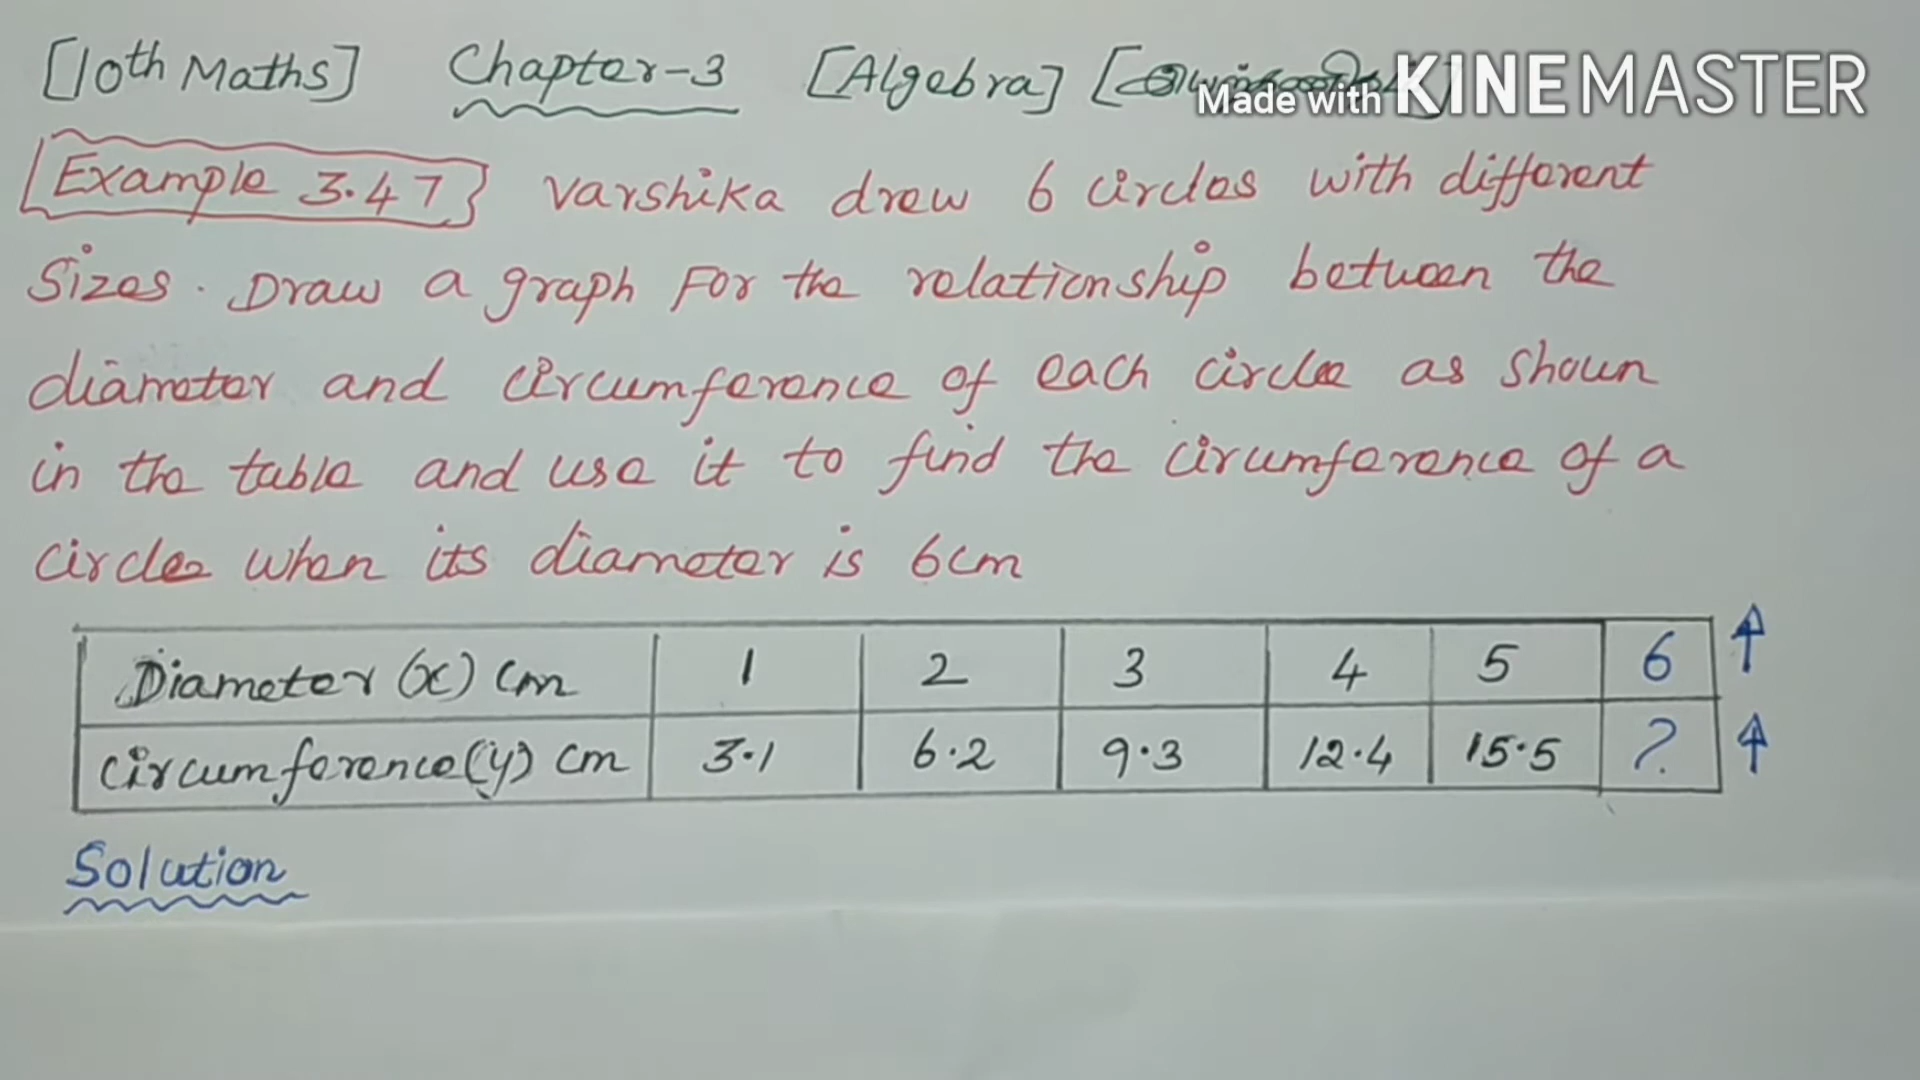 [10th Maths] Chapter-3 [Algebra] [
Made with KINEMASTER
[Example 3.47} Varshika drew 6 circles with different
Sizes. Draw a graph For the relationship between the
diameter and circumference of each circle as shown
in the table and use it to find the circumference of a
circle when its diameter is 6cm
Diameter (x) cm 1 2 3 4 5 6 ↑
circumference(y) cm 3.1 6.2 9.3 12.4 15.5 ? ↑
Solution